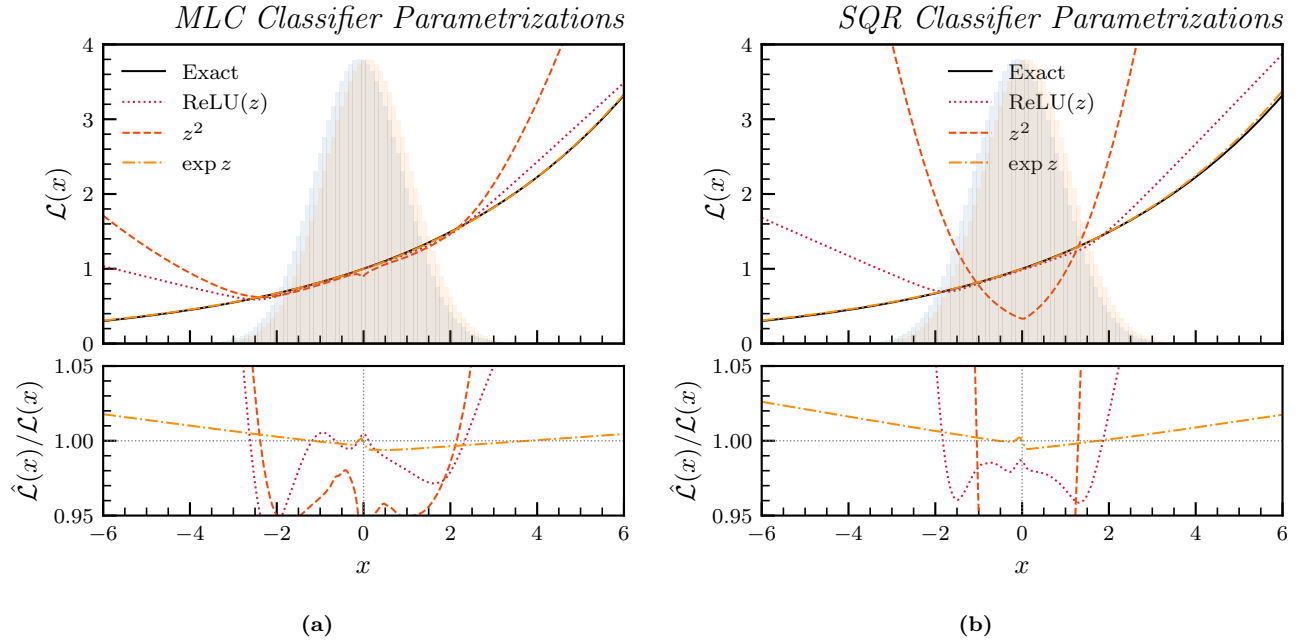 MLC Classifier Parametrizations
4
3
2
1
0
ℒ(x)
Exact
ReLU(z)
z²
exp z
1.05
1.00
0.95
ℒ̂(x)/ℒ(x)
−6 −4 −2 0 2 4 6
x
(a)
SQR Classifier Parametrizations
4
3
2
1
0
ℒ(x)
Exact
ReLU(z)
z²
exp z
1.05
1.00
0.95
ℒ̂(x)/ℒ(x)
−6 −4 −2 0 2 4 6
x
(b)